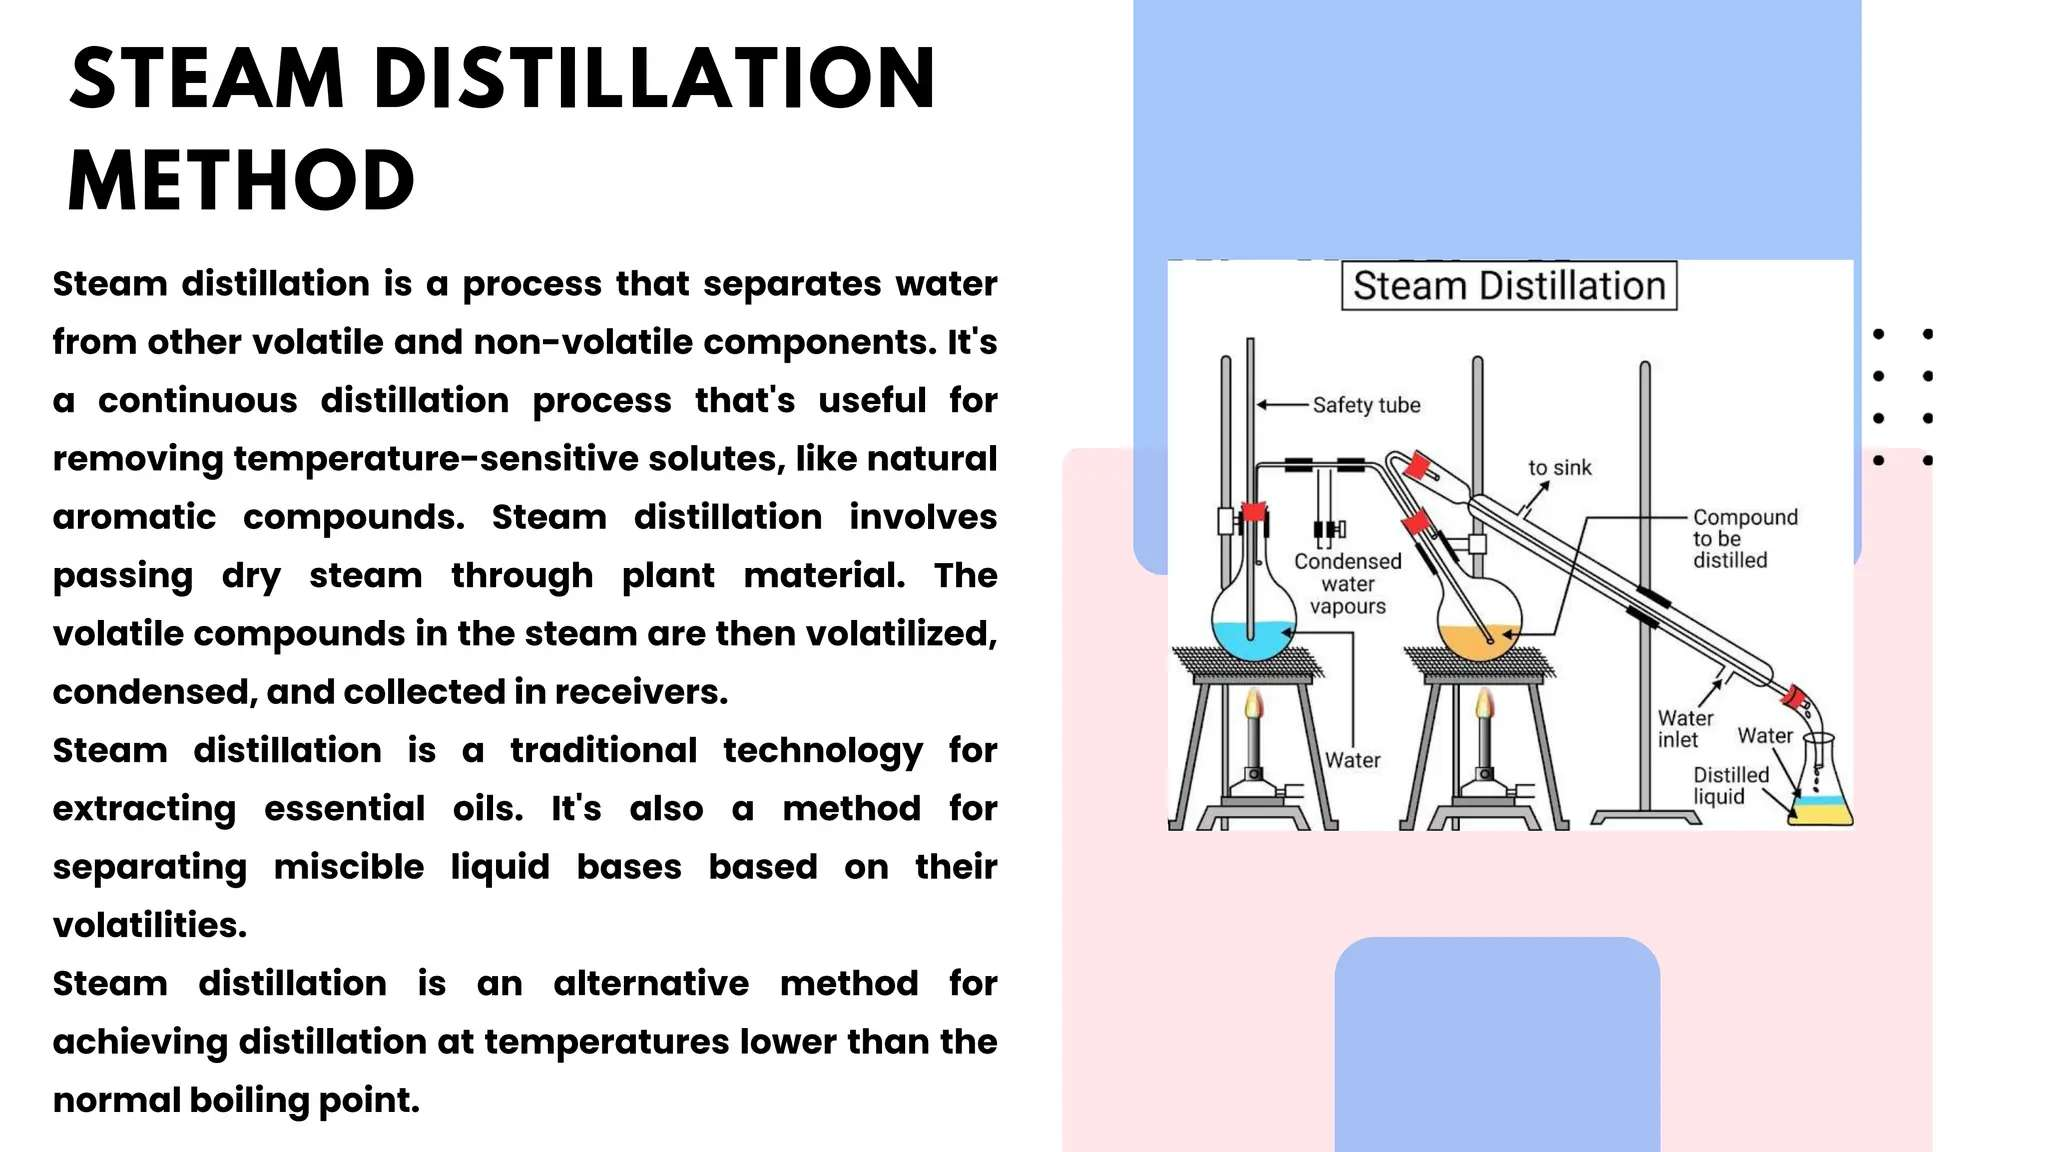 STEAM DISTILLATION
METHOD
Steam distillation is a process that separates water
from other volatile and non-volatile components. It's
a continuous distillation process that's useful for
removing temperature-sensitive solutes, like natural
aromatic compounds. Steam distillation involves
passing dry steam through plant material. The
volatile compounds in the steam are then volatilized,
condensed, and collected in receivers.
Steam distillation is a traditional technology for
extracting essential oils. It's also a method for
separating miscible liquid bases based on their
volatilities.
Steam distillation is an alternative method for
achieving distillation at temperatures lower than the
normal boiling point.
Steam Distillation
Safety tube
to sink
Compound
to be
distilled
Condensed
water
vapours
Water
Water
inlet
Water
Distilled
liquid